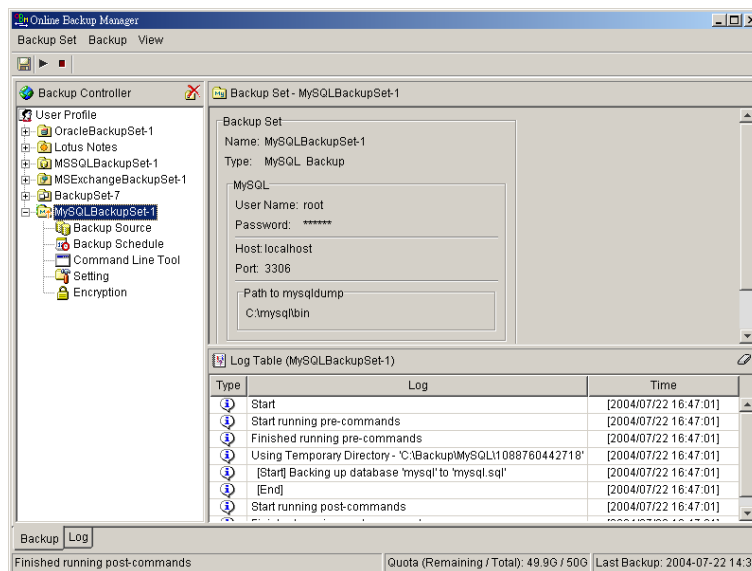 Online Backup Manager
Backup Set Backup View
Backup Controller
User Profile
OracleBackupSet-1
Lotus Notes
MSSQLBackupSet-1
MSExchangeBackupSet-1
BackupSet-7
MySQLBackupSet-1
Backup Source
Backup Schedule
Command Line Tool
Setting
Encryption
Backup Set - MySQLBackupSet-1
Backup Set
Name: MySQLBackupSet-1
Type: MySQL Backup
MySQL
User Name: root
Password: ******
Host: localhost
Port: 3306
Path to mysqldump
C:\mysql\bin
Log Table (MySQLBackupSet-1)
Type Log Time
Start [2004/07/22 16:47:01]
Start running pre-commands [2004/07/22 16:47:01]
Finished running pre-commands [2004/07/22 16:47:01]
Using Temporary Directory - 'C:\Backup\MySQL\1088760442718' [2004/07/22 16:47:01]
[Start] Backing up database 'mysql' to 'mysql.sql' [2004/07/22 16:47:01]
[End] [2004/07/22 16:47:01]
Start running post-commands [2004/07/22 16:47:01]
Backup Log
Finished running post-commands Quota (Remaining / Total): 49.9G / 50G Last Backup: 2004-07-22 14:3